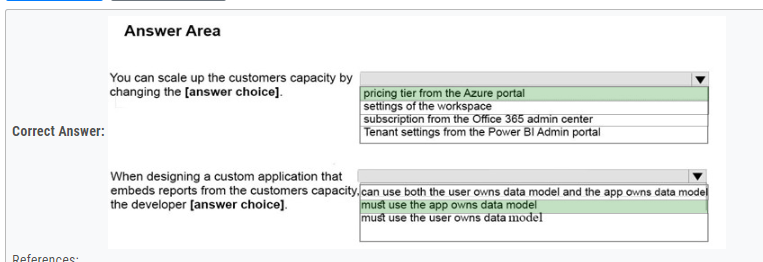 Answer Area
You can scale up the customers capacity by
changing the [answer choice].
pricing tier from the Azure portal
settings of the workspace
subscription from the Office 365 admin center
Tenant settings from the Power BI Admin portal
Correct Answer:
When designing a custom application that
embeds reports from the customers capacity,
the developer [answer choice].
can use both the user owns data model and the app owns data model
must use the app owns data model
must use the user owns data model
References: